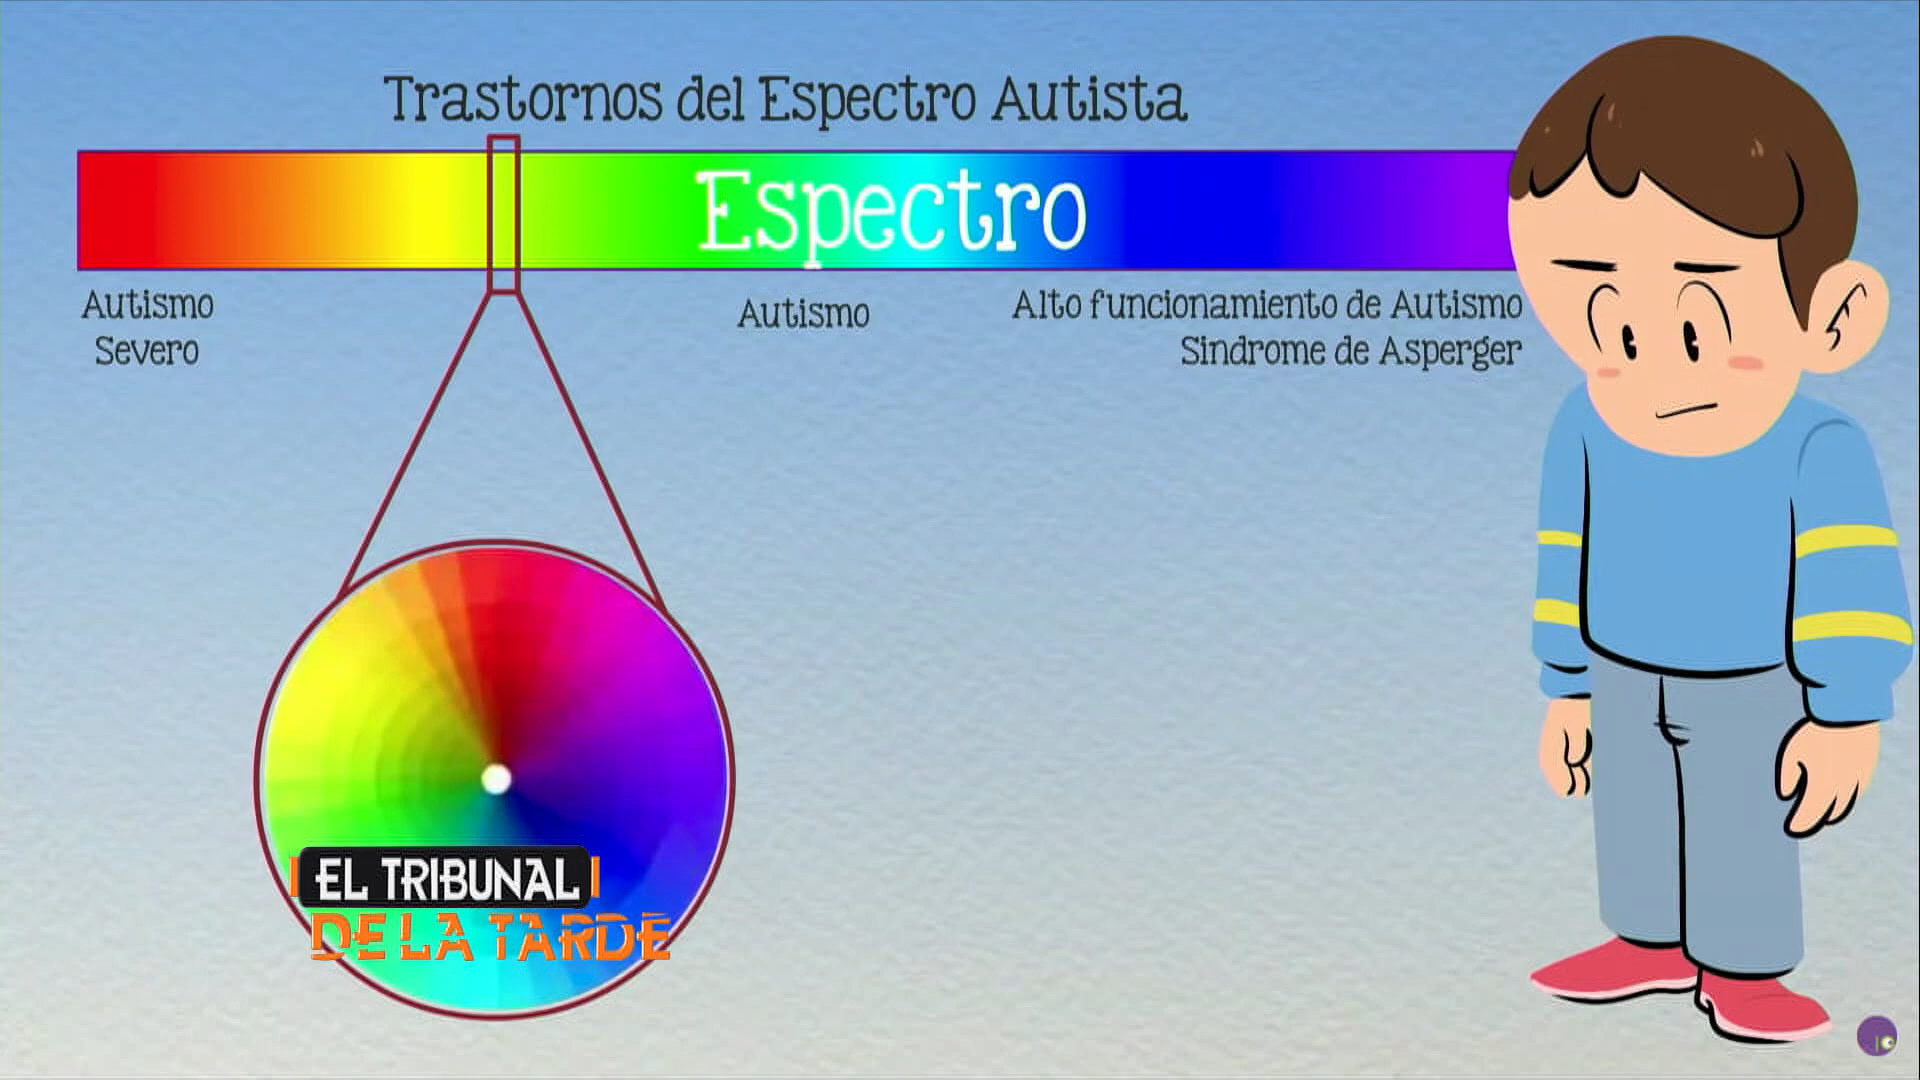 Trastornos del Espectro Autista
Espectro
Autismo
Severo
Autismo
Alto funcionamiento de Autismo
Sindrome de Asperger
EL TRIBUNAL
DE LA TARDE